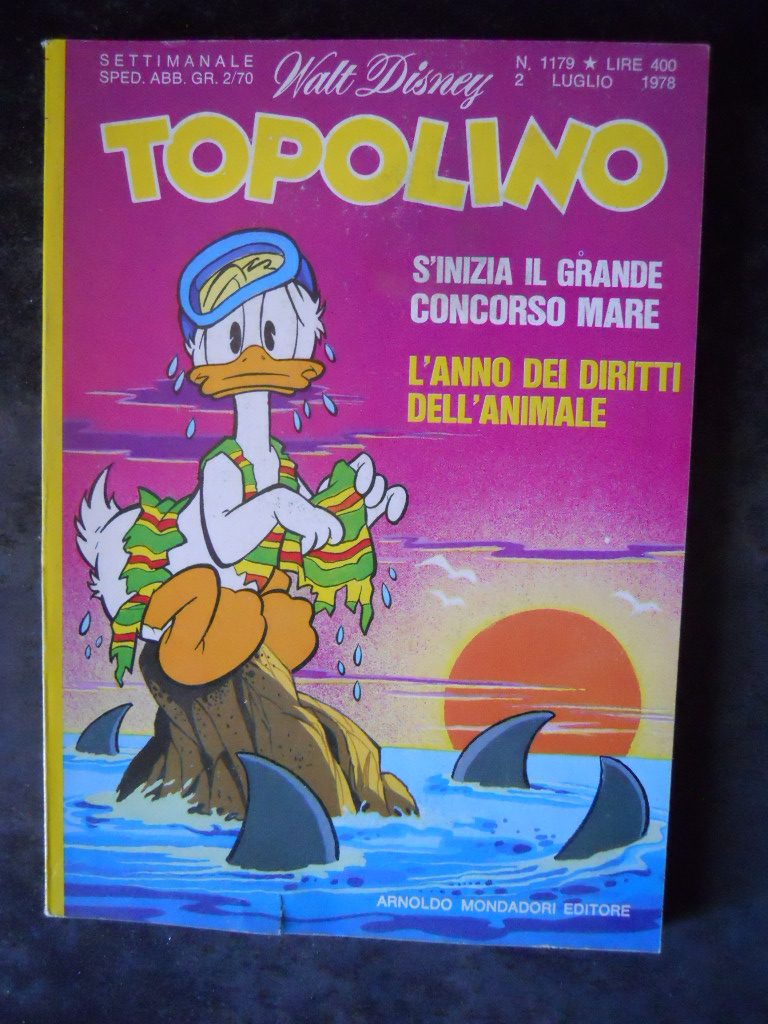 SETTIMANALE
SPED. ABB. GR. 2/70
Walt Disney
N. 1179 ★ LIRE 400
2 LUGLIO 1978
TOPOLINO
S'INIZIA IL GRANDE
CONCORSO MARE
L'ANNO DEI DIRITTI
DELL'ANIMALE
ARNOLDO MONDADORI EDITORE